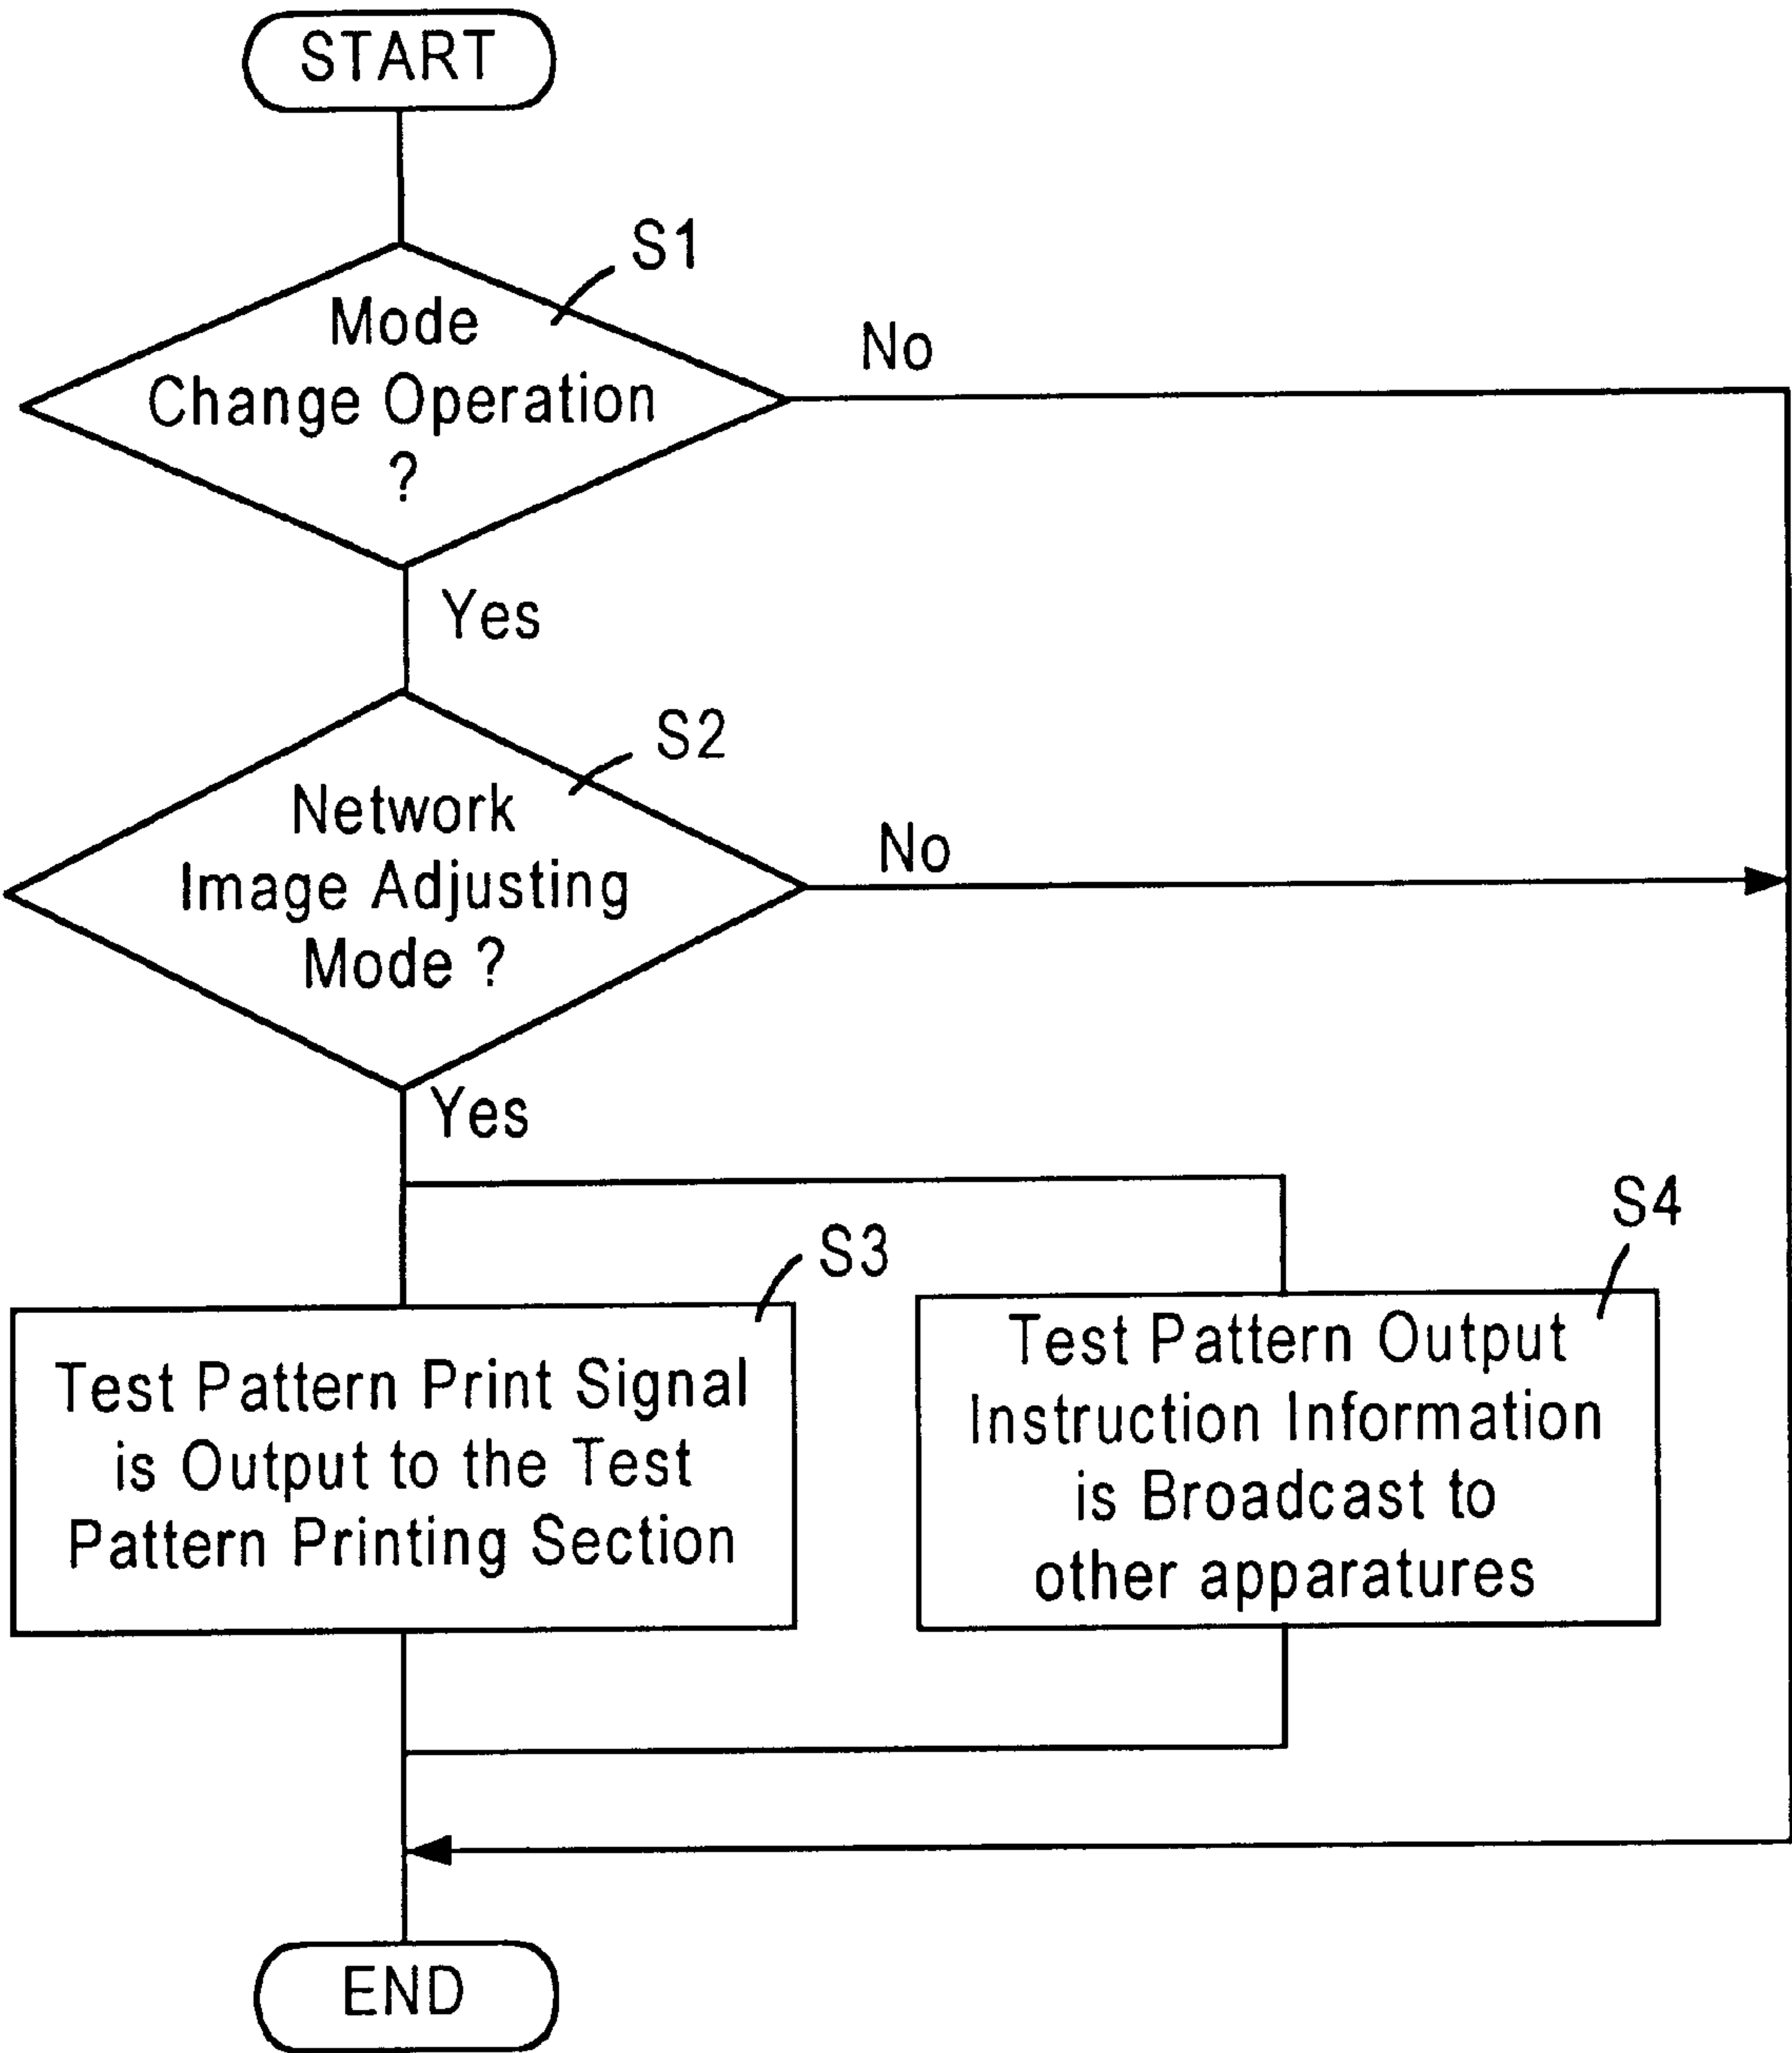 START
S1
Mode
Change Operation
?
No
Yes
S2
Network
Image Adjusting
Mode ?
No
Yes
S3
Test Pattern Print Signal
is Output to the Test
Pattern Printing Section
S4
Test Pattern Output
Instruction Information
is Broadcast to
other apparatures
END